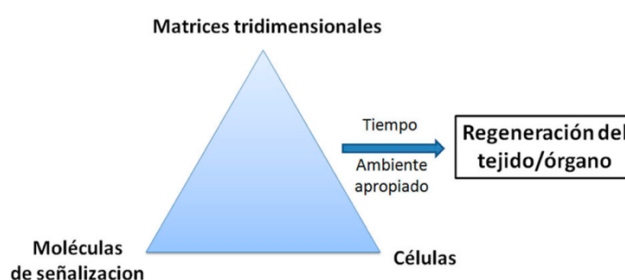 Matrices tridimensionales
Tiempo
Ambiente
apropiado
Regeneración del
tejido/órgano
Moléculas
de señalizacion
Células